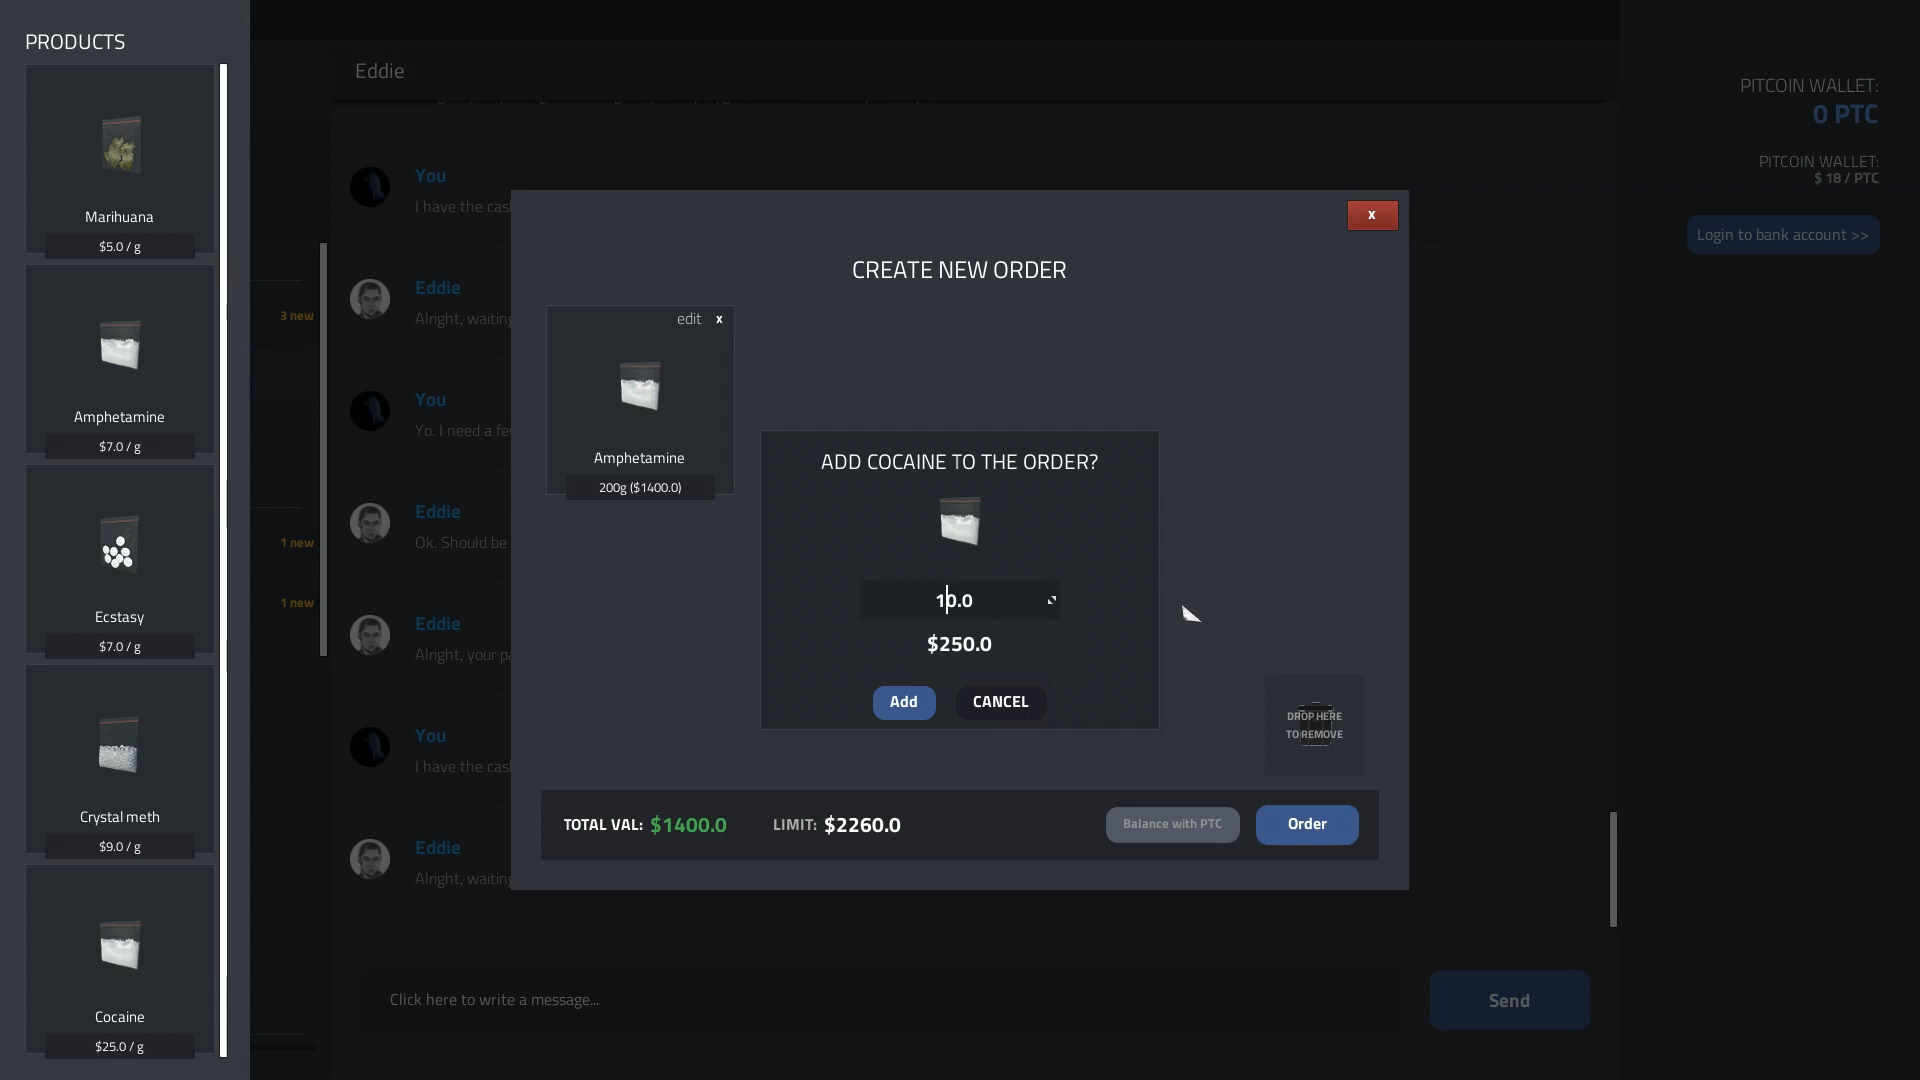 PRODUCTS
Marihuana
$5.0 / g
Amphetamine
$7.0 / g
Ecstasy
$7.0 / g
Crystal meth
$9.0 / g
Cocaine
$25.0 / g
3 new
1 new
1 new
Eddie
You
I have the cas
Eddie
Alright, waiting
You
Yo. I need a fe
Eddie
Ok. Should be
Eddie
Alright, your pa
You
I have the cas
Eddie
Alright, waiting
Click here to write a message...
Send
x
CREATE NEW ORDER
edit x
Amphetamine
200g ($1400.0)
ADD COCAINE TO THE ORDER?
10.0
$250.0
Add
CANCEL
DROP HERE
TO REMOVE
TOTAL VAL: $1400.0
LIMIT: $2260.0
Balance with PTC
Order
PITCOIN WALLET:
0 PTC
PITCOIN WALLET:
$ 18 / PTC
Login to bank account >>